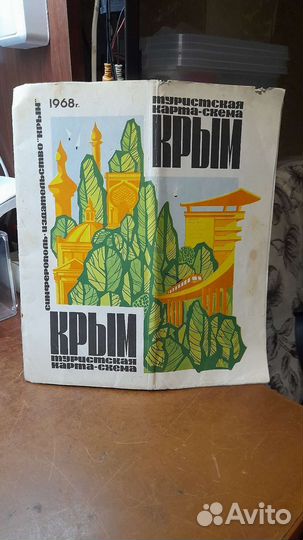 1968г.
СИМФЕРОПОЛЬ·ИЗДАТЕЛЬСТВО "КРЫМ"
КРЫМ
ТУРИСТСКАЯ
КАРТА-СХЕМА
ТУРИСТСКАЯ
КАРТА-СХЕМА
КРЫМ
Avito